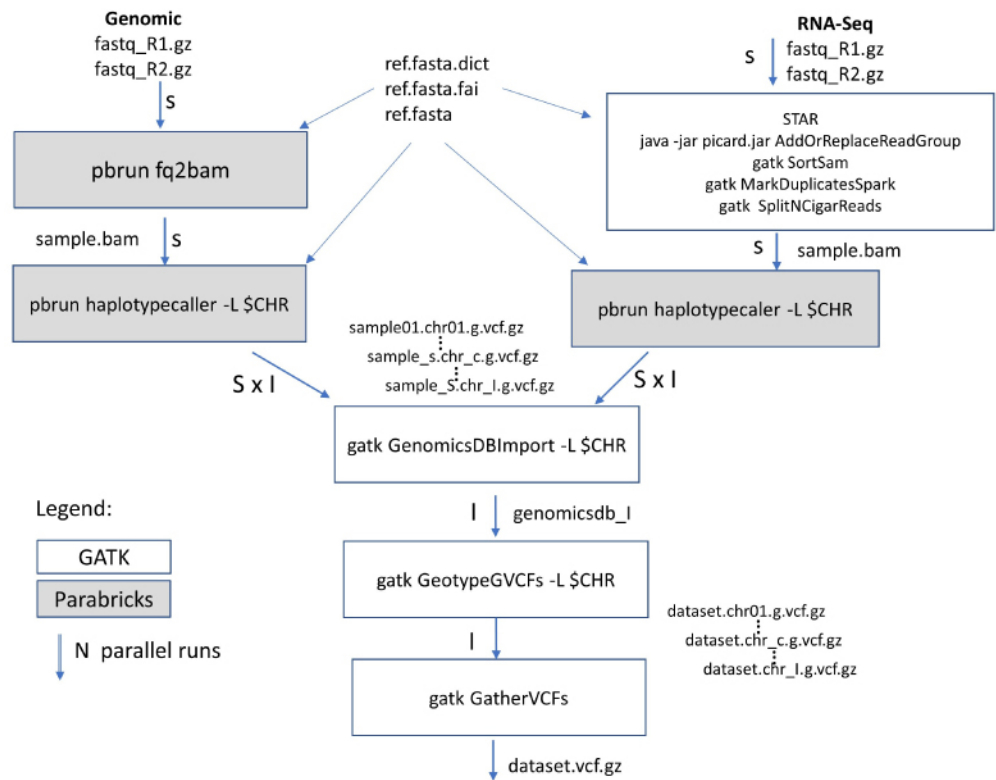 Genomic
fastq_R1.gz
fastq_R2.gz
S
RNA-Seq
fastq_R1.gz
fastq_R2.gz
S
ref.fasta.dict
ref.fasta.fai
ref.fasta
pbrun fq2bam
STAR
java -jar picard.jar AddOrReplaceReadGroup
gatk SortSam
gatk MarkDuplicatesSpark
gatk SplitNCigarReads
sample.bam
S
S
sample.bam
pbrun haplotypecaller -L $CHR
pbrun haplotypecaler -L $CHR
sample01.chr01.g.vcf.gz
sample_s.chr_c.g.vcf.gz
sample_S.chr_I.g.vcf.gz
S x I
S x I
gatk GenomicsDBImport -L $CHR
I
genomicsdb_I
gatk GeotypeGVCFs -L $CHR
I
dataset.chr01.g.vcf.gz
dataset.chr_c.g.vcf.gz
dataset.chr_I.g.vcf.gz
gatk GatherVCFs
dataset.vcf.gz
Legend:
GATK
Parabricks
N parallel runs